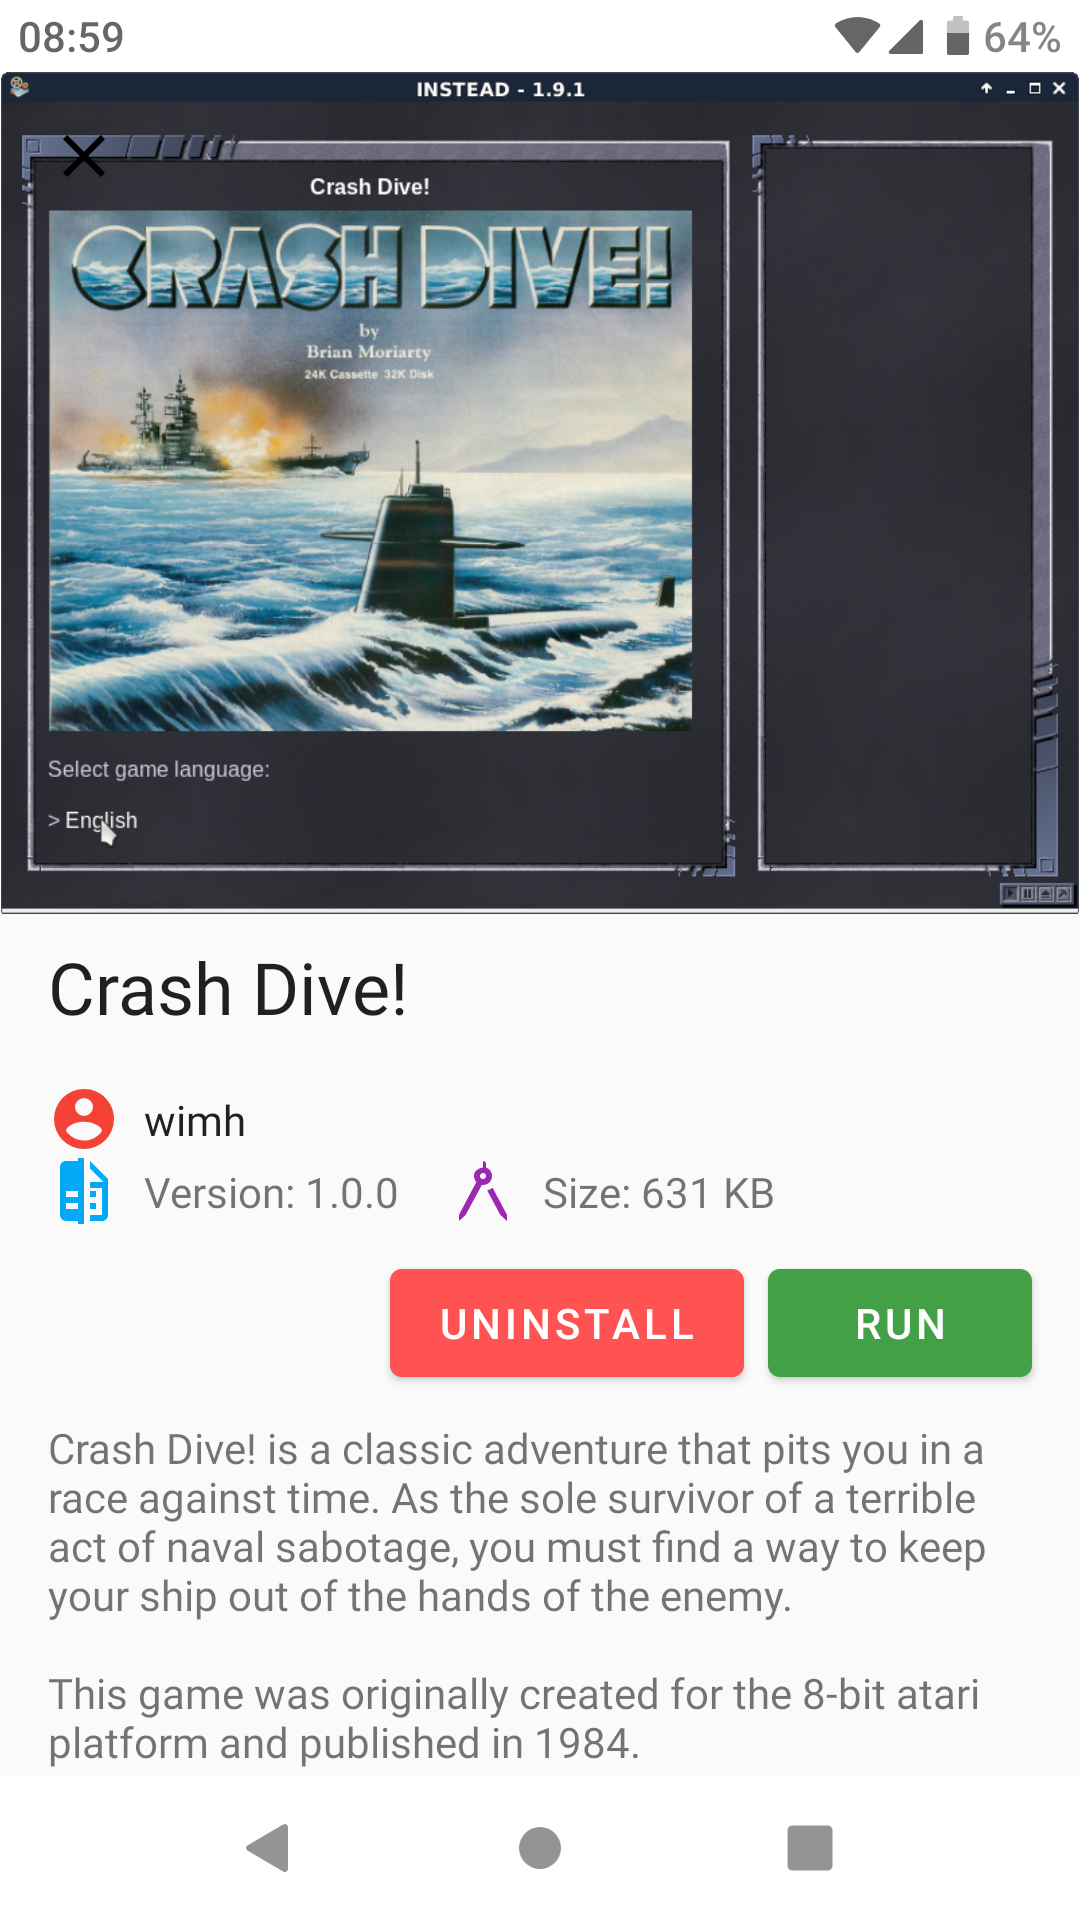 08:59
64%
INSTEAD - 1.9.1
Crash Dive!
CRASH DIVE!
by
Brian Moriarty
24K Cassette 32K Disk
Select game language:
> English
Crash Dive!
wimh
Version: 1.0.0
Size: 631 KB
UNINSTALL
RUN
Crash Dive! is a classic adventure that pits you in a
race against time. As the sole survivor of a terrible
act of naval sabotage, you must find a way to keep
your ship out of the hands of the enemy.
This game was originally created for the 8-bit atari
platform and published in 1984.